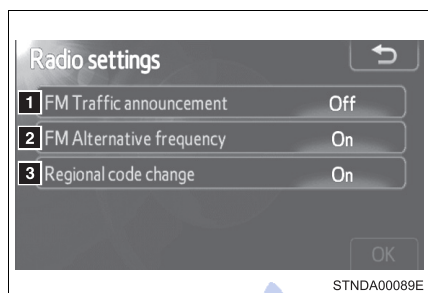 Radio settings
1 FM Traffic announcement Off
2 FM Alternative frequency On
3 Regional code change On
OK
STNDA00089E